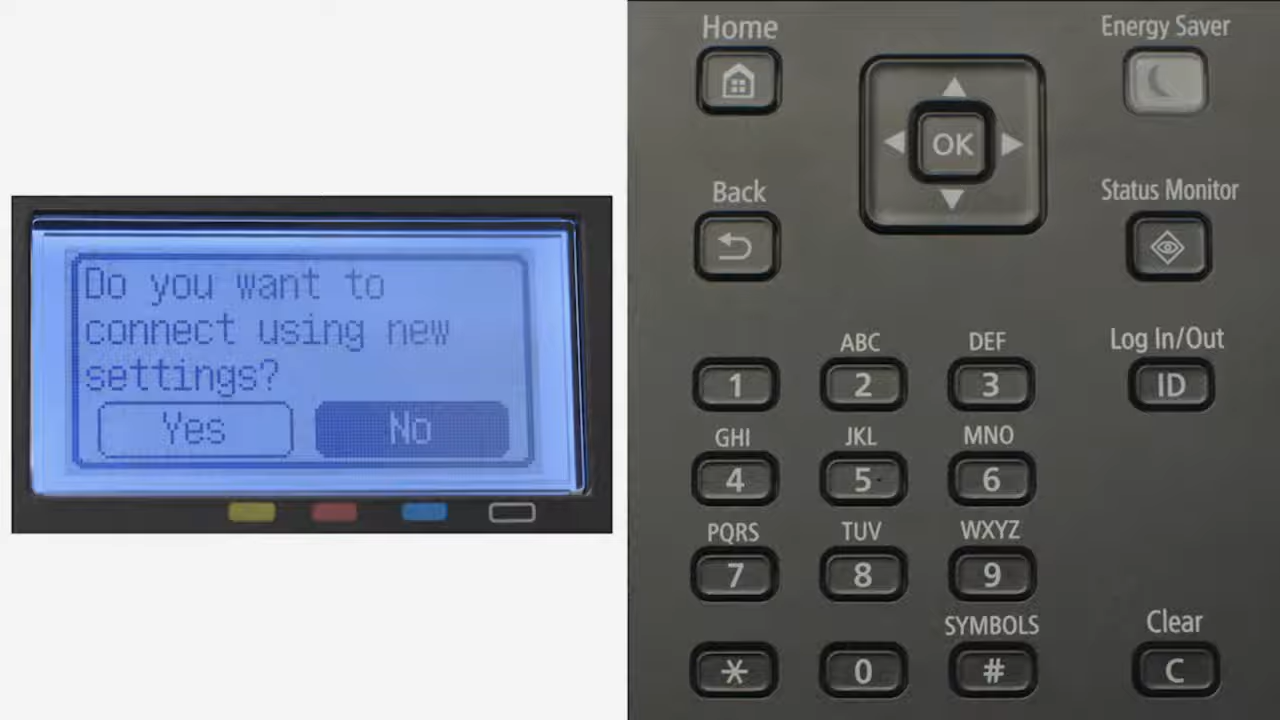 Do you want to
connect using new
settings?
Yes No
Home
Energy Saver
OK
Back
Status Monitor
ABC DEF Log In/Out
1 2 3 ID
GHI JKL MNO
4 5 6
PQRS TUV WXYZ
7 8 9
SYMBOLS Clear
* 0 # C